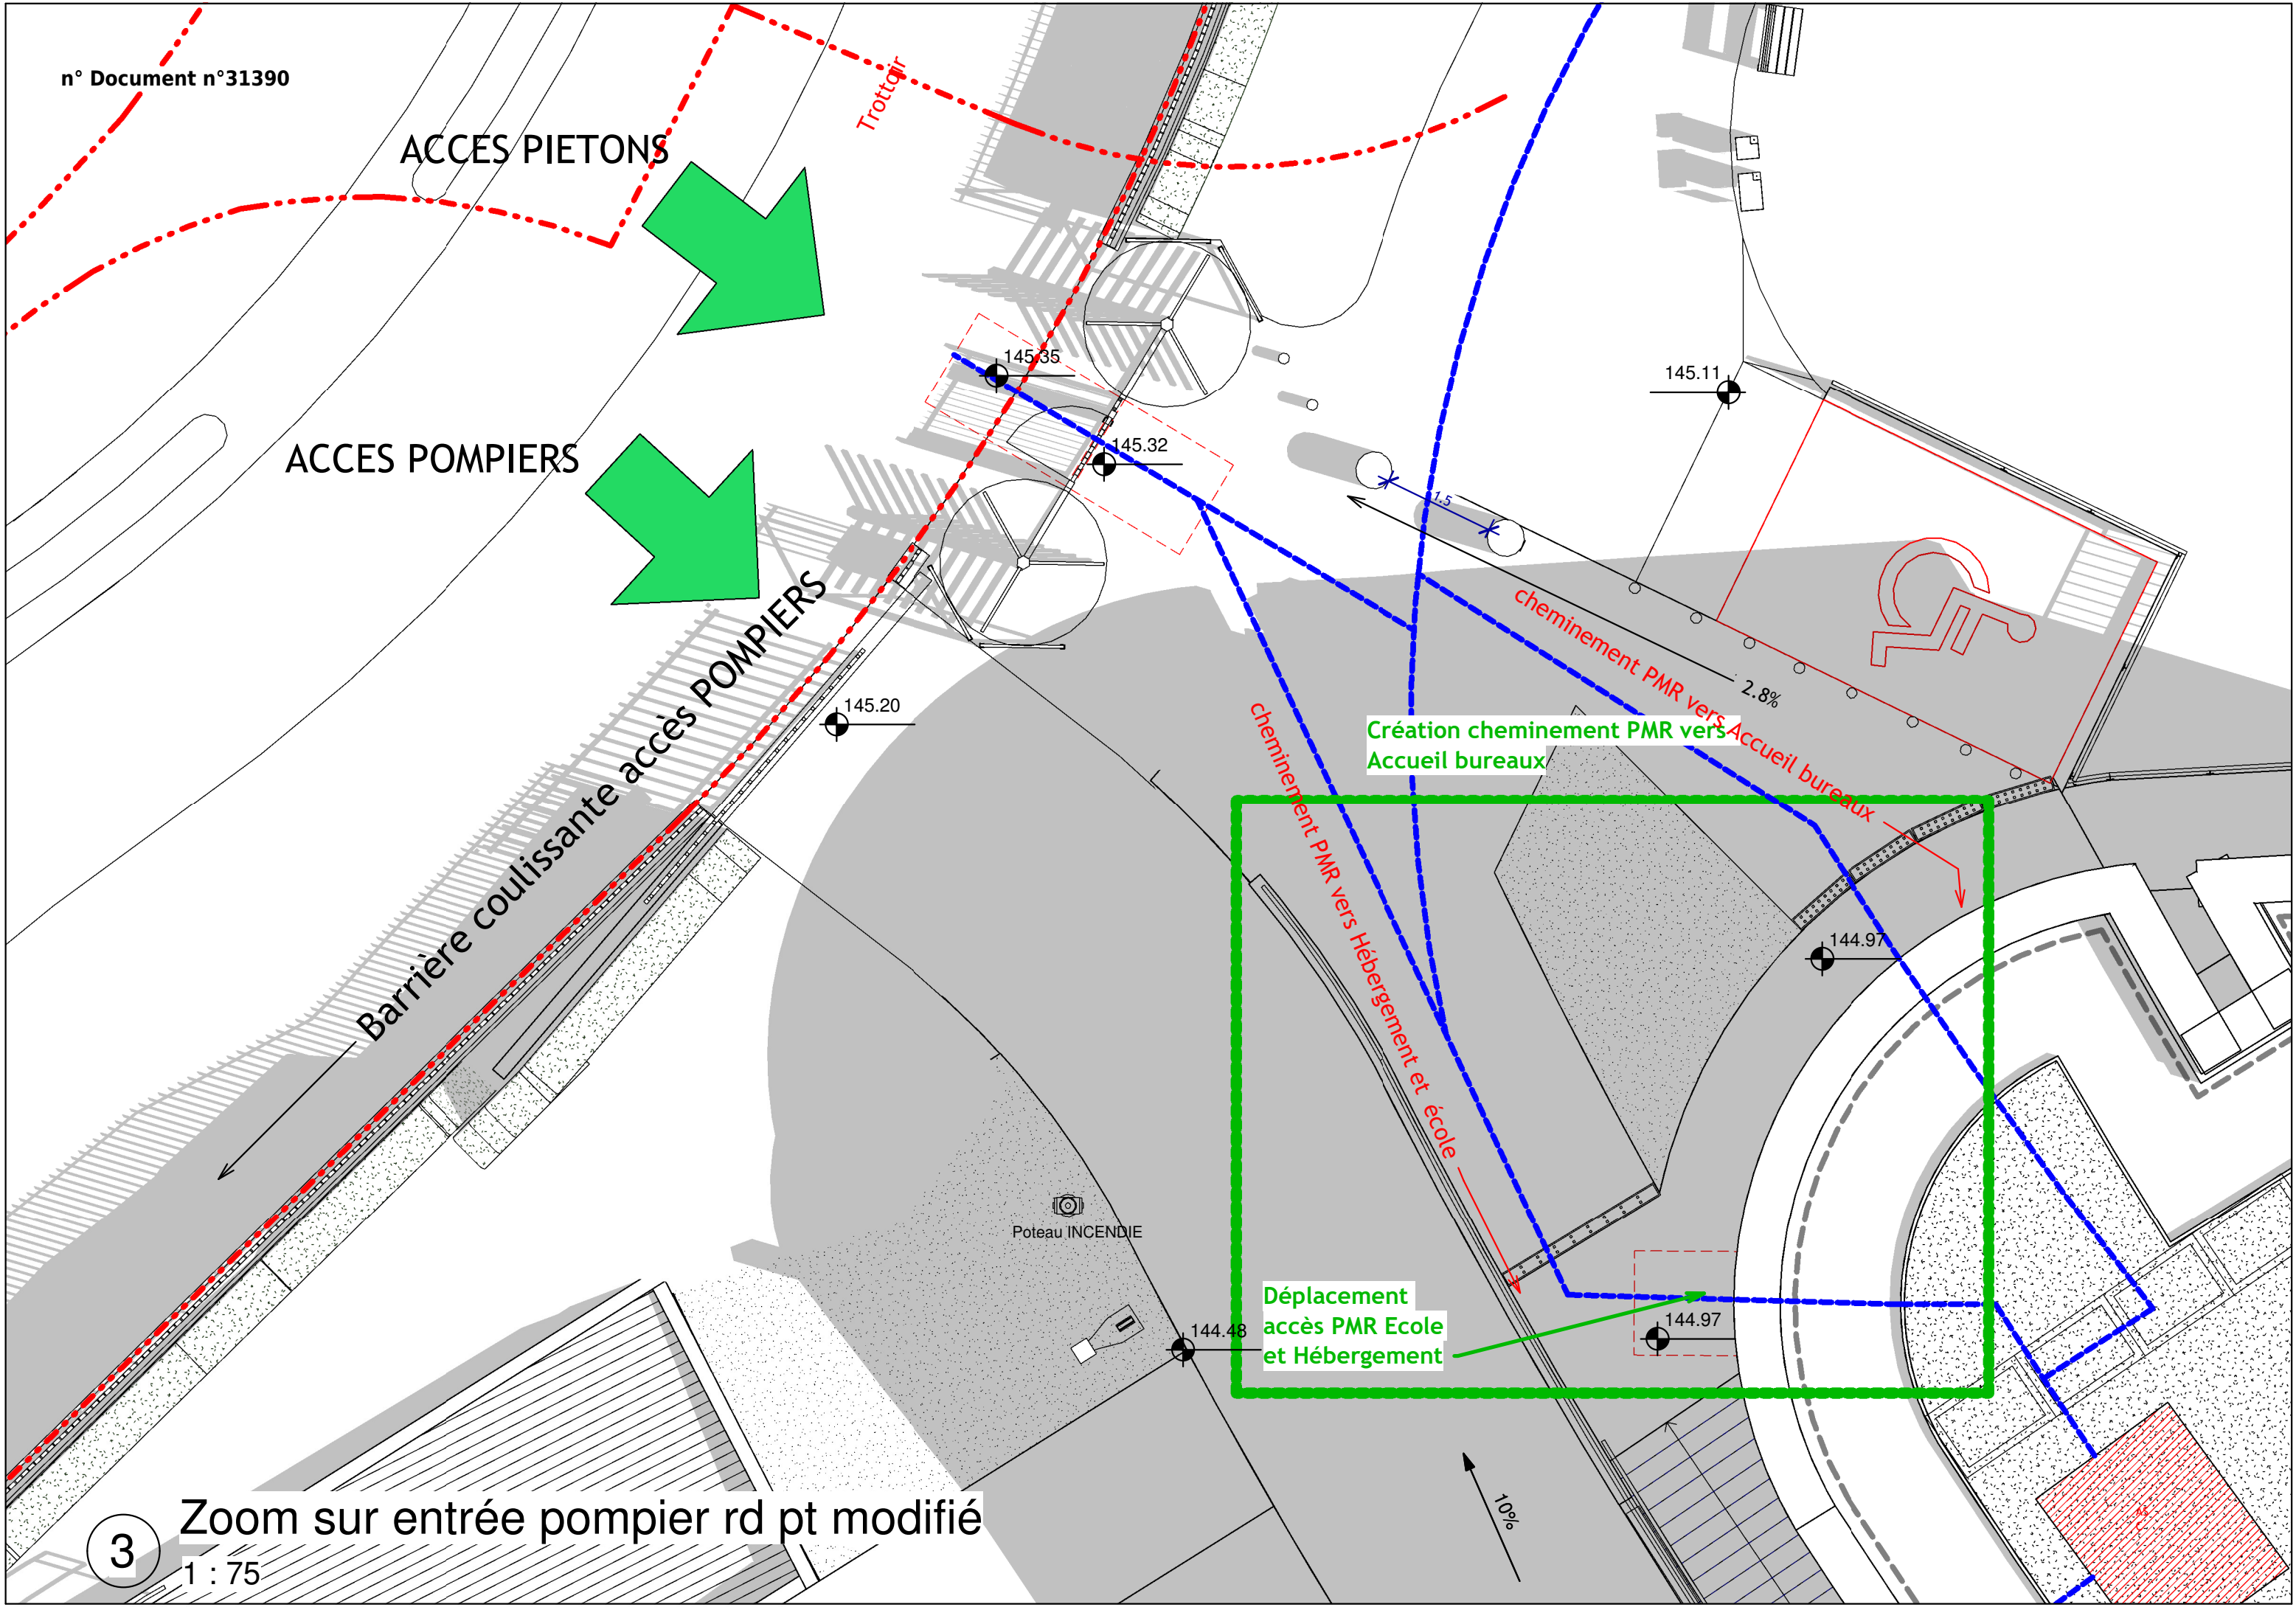 n° Document n°31390
Trottoir
ACCES PIETONS
145.35
145.11
145.32
ACCES POMPIERS
1.5
cheminement PMR vers Accueil bureaux
2.8%
Barrière coulissante accès POMPIERS
145.20
Création cheminement PMR vers
Accueil bureaux
cheminement PMR vers Hébergement et école
144.97
Poteau INCENDIE
Déplacement
accès PMR Ecole
et Hébergement
144.97
144.48
10%
3
Zoom sur entrée pompier rd pt modifié
1 : 75